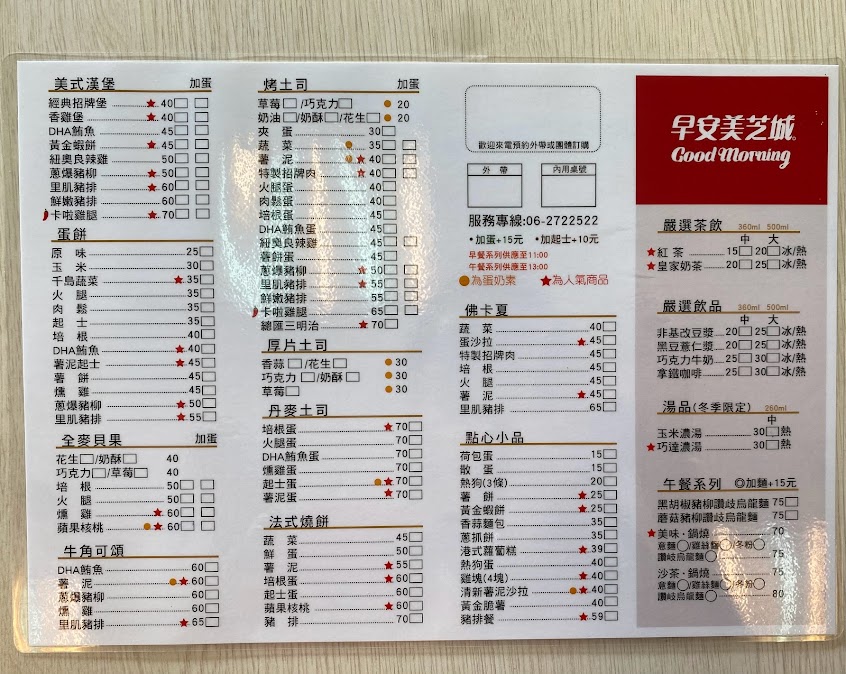 美式漢堡 加蛋
經典招牌堡 ★ 40□ □
香雞堡 ★ 40□ □
DHA鮪魚 45□ □
黃金蝦餅 ★ 45□ □
紐奧良辣雞 50□ □
蔥爆豬柳 ★ 50□ □
里肌豬排 ★ 60□ □
鮮嫩豬排 60□ □
卡啦雞腿 ★ 70□ □
蛋餅
原 味 25□
玉 米 30□
千島蔬菜 ★ 35□
火 腿 35□
肉 鬆 35□
起 士 35□
培 根 40□
DHA鮪魚 ★ 40□
薯泥起士 ★ 45□
薯 餅 45□
燻 雞 45□
蔥爆豬柳 ★ 50□
里肌豬排 ★ 55□
全麥貝果 加蛋
花生□/奶酥□ 40
巧克力□/草莓□ 40
培 根 50□ □
火 腿 50□ □
燻 雞 ★ 60□ □
蘋果核桃 ●★ 60□ □
牛角可頌
DHA鮪魚 60□
薯 泥 ●★ 60□
蔥爆豬柳 60□
燻 雞 60□
里肌豬排 ★ 65□
烤土司 加蛋
草莓□/巧克力□ ● 20
奶油□/奶酥□/花生□ ● 20
夾 蛋 30□
蔬 菜 ● 35□ □
薯 泥 ●★ 40□ □
特製招牌肉 ★ 40□ □
火腿蛋 40□
肉鬆蛋 40□
培根蛋 45□
DHA鮪魚蛋 45□
紐奧良辣雞 45□ □
薯餅蛋 45□
蔥爆豬柳 ★ 50□ □
里肌豬排 ★ 55□ □
鮮嫩豬排 55□ □
卡啦雞腿 65□ □
總匯三明治 ★ 70□
厚片土司
香蒜□/花生□ ● 30
巧克力□/奶酥□ ● 30
草莓□ ● 30
丹麥土司
培根蛋 ★ 70□
火腿蛋 70□
DHA鮪魚蛋 70□
燻雞蛋 70□
起士蛋 ●★ 70□
薯泥蛋 ★ 70□
法式燒餅
蔬 菜 45□
鮮 蛋 50□
薯 泥 ★ 55□
培根蛋 ★ 60□
起士蛋 60□
蘋果核桃 ★ 60□
豬 排 70□
歡迎來電預約外帶或團體訂購
外 帶 內用桌號
服務專線:06-2722522
•加蛋+15元 •加起士+10元
早餐系列供應至11:00
午餐系列供應至13:00
●為蛋奶素 ★為人氣商品
佛卡夏
蔬 菜 40□
蛋沙拉 ★ 45□
特製招牌肉 45□
培 根 45□
火 腿 45□
薯 泥 ★ 45□
里肌豬排 65□
點心小品
荷包蛋 15□
散 蛋 15□
熱狗(3條) 20□
薯 餅 ★ 25□
黃金蝦餅 ★ 25□
香蒜麵包 35□
蔥抓餅 35□
港式蘿蔔糕 ★ 39□
熱狗蛋 40□
雞塊(4塊) ★ 40□
清新薯泥沙拉 ●★ 40□
黃金脆薯 40□
豬排餐 ★ 59□
早安美芝城
Good Morning
嚴選茶飲 360ml 500ml
中 大
★紅 茶 15□20□冰/熱
★皇家奶茶 20□25□冰/熱
嚴選飲品 360ml 500ml
中 大
非基改豆漿 20□25□冰/熱
黑豆薏仁漿 20□25□冰/熱
巧克力牛奶 25□30□冰/熱
拿鐵咖啡 25□30□冰/熱
湯品(冬季限定) 260ml
中
玉米濃湯 30□熱
★巧達濃湯 30□熱
午餐系列 ◎加麵+15元
黑胡椒豬柳讚岐烏龍麵 75□
蘑菇豬柳讚岐烏龍麵 75□
★美味・鍋燒 70
意麵○/雞絲麵○/冬粉○
讚岐烏龍麵○ 75
沙茶・鍋燒 75
意麵○/雞絲麵○/冬粉○
讚岐烏龍麵○ 80